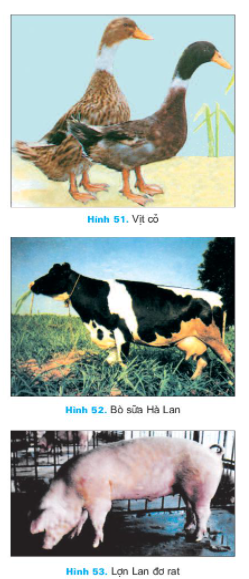 Hình 51. Vịt cỏ
Hình 52. Bò sữa Hà Lan
Hình 53. Lợn Lan đơ rat